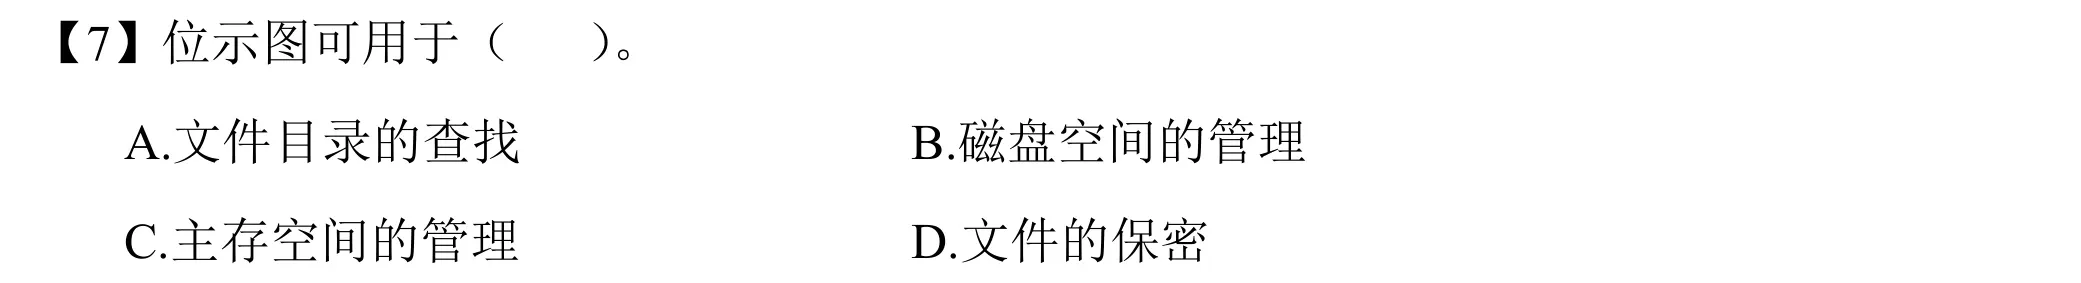 【7】位示图可用于（　　）。
A.文件目录的查找　　B.磁盘空间的管理
C.主存空间的管理　　D.文件的保密